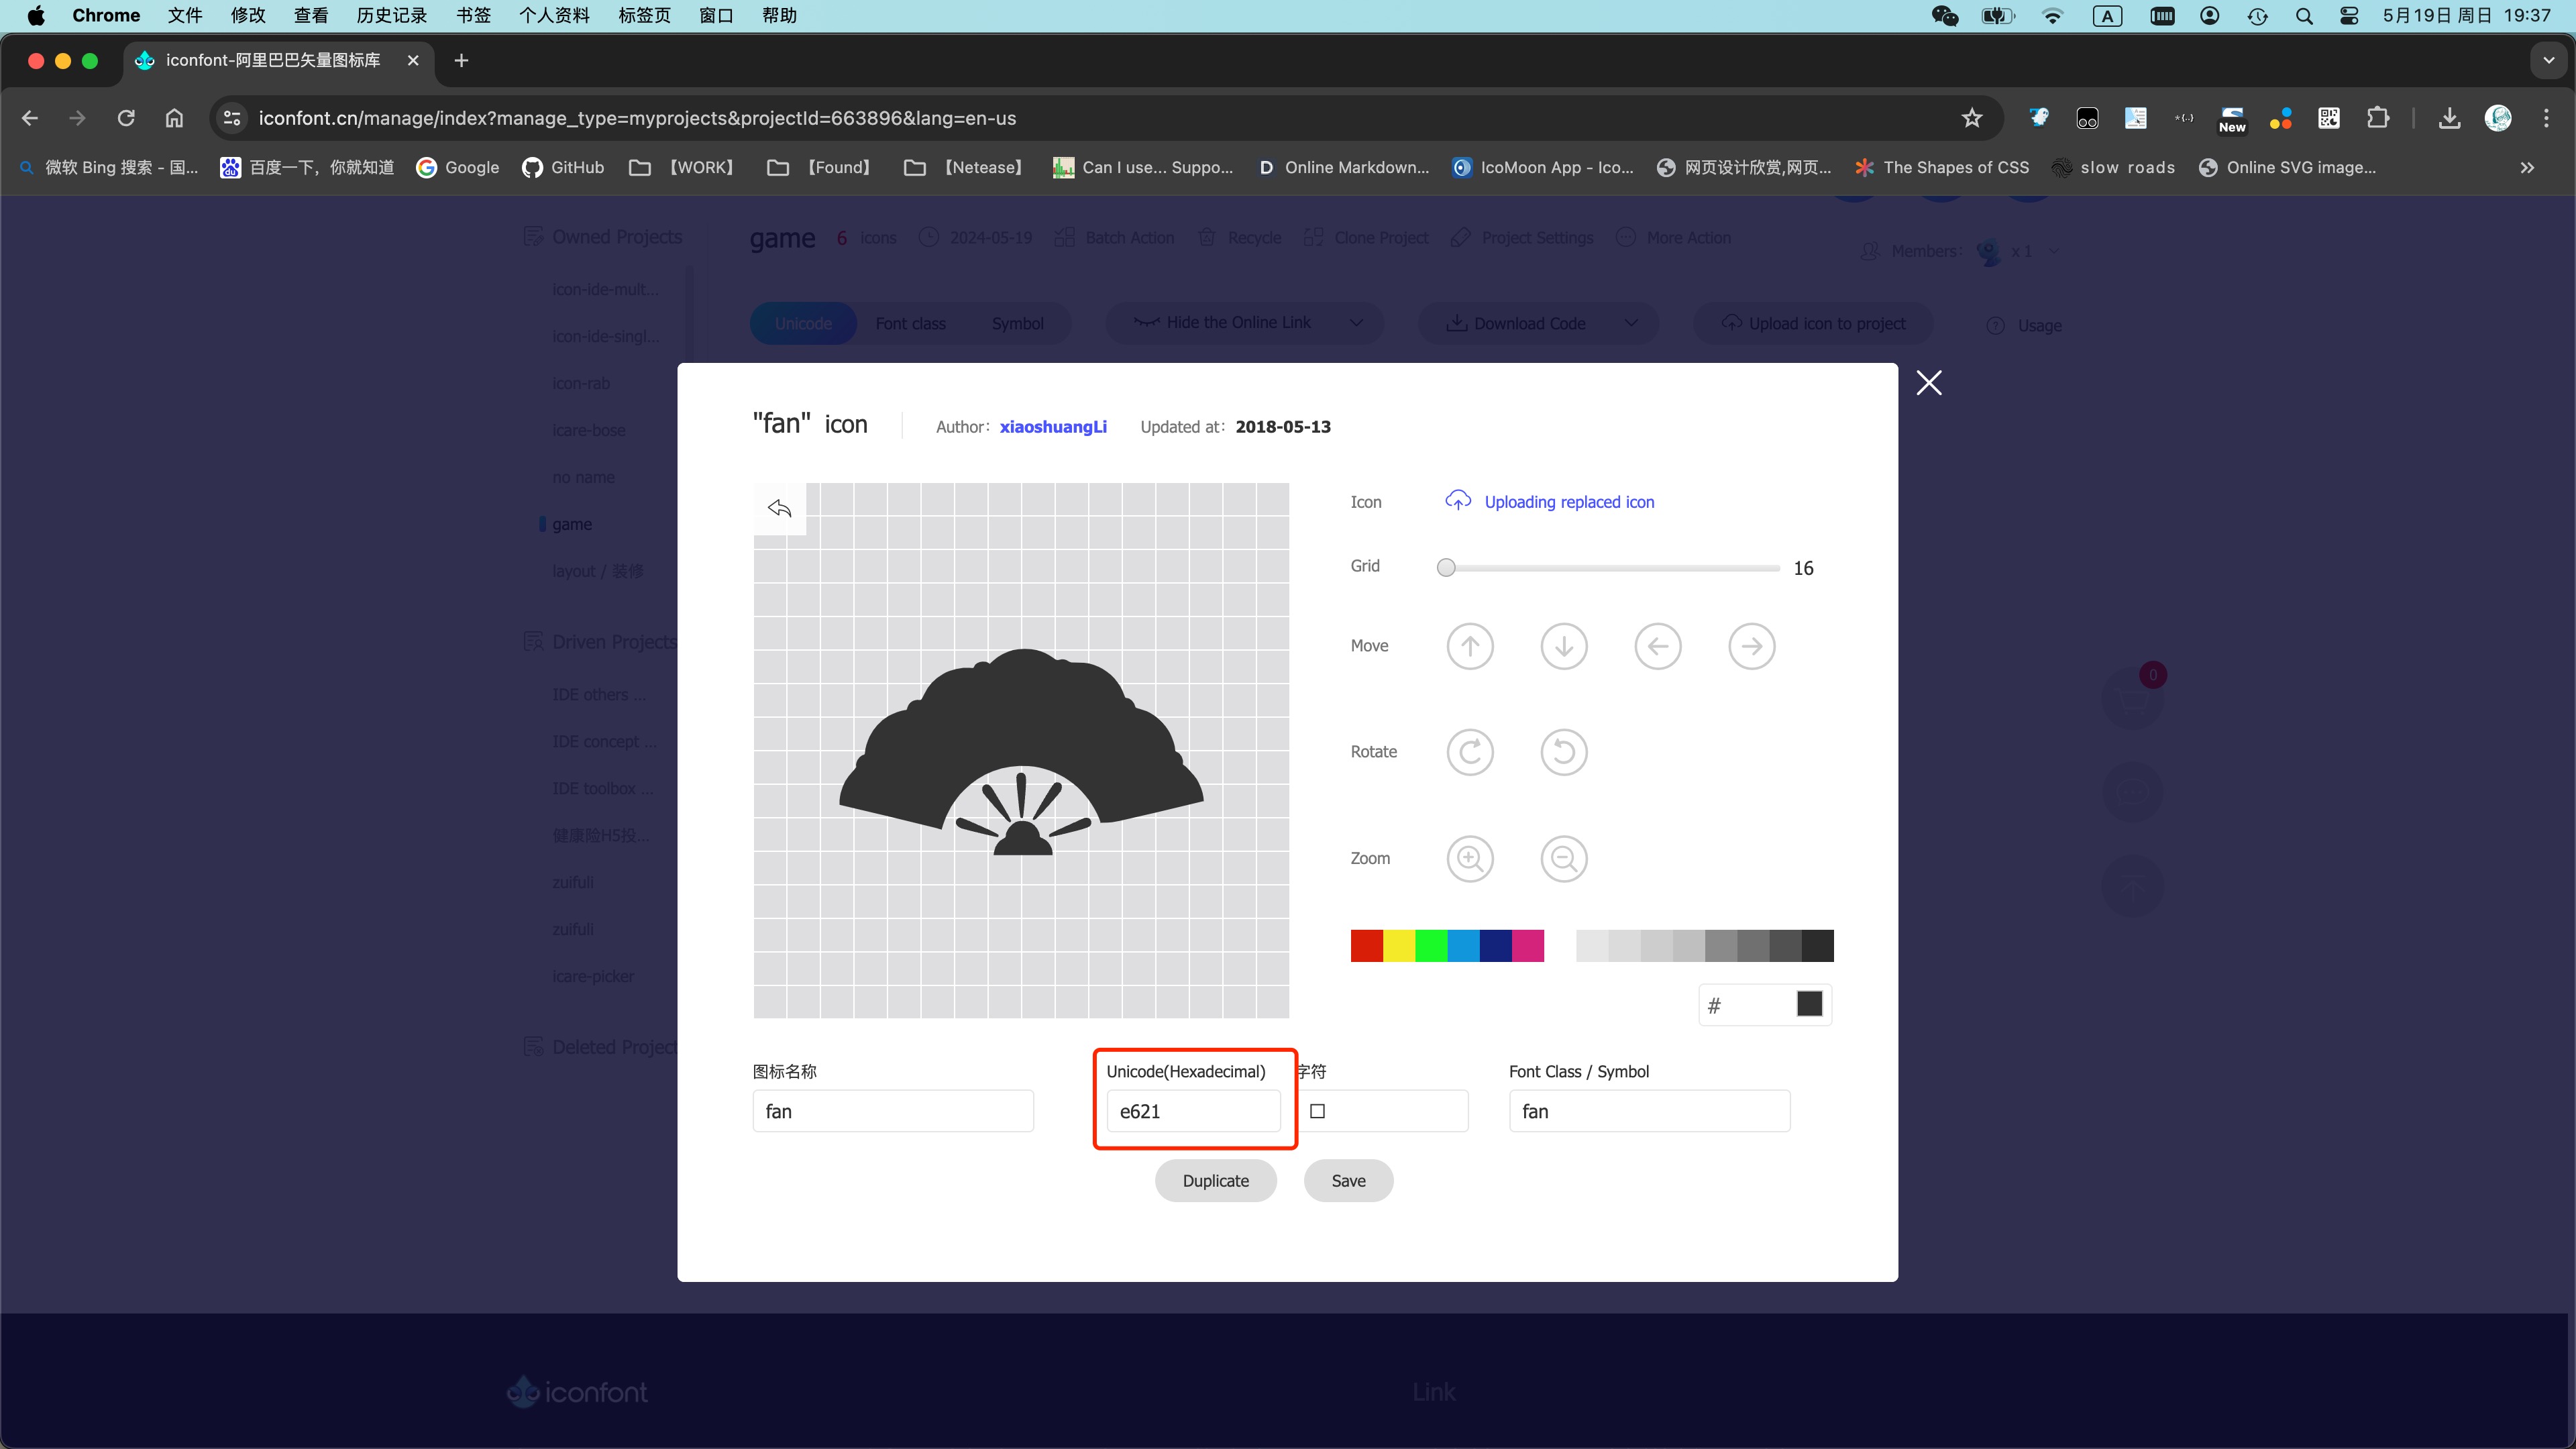 Chrome 文件 修改 查看 历史记录 书签 个人资料 标签页 窗口 帮助 A 5月19日 周日 19:37
iconfont-阿里巴巴矢量图标库
iconfont.cn/manage/index?manage_type=myprojects&projectId=663896&lang=en-us New
微软 Bing 搜索 - 国... 百度一下，你就知道 Google GitHub 【WORK】 【Found】 【Netease】 Can I use... Suppo... Online Markdown... IcoMoon App - Ico... 网页设计欣赏,网页... The Shapes of CSS slow roads Online SVG image...
Owned Projects
icon-ide-mult...
icon-ide-singl...
icon-rab
icare-bose
no name
game
layout / 装修
Driven Projects
IDE others ...
IDE concept ...
IDE toolbox ...
健康险H5投...
zuifuli
zuifuli
icare-picker
Deleted Project
game 6 icons 2024-05-19 Batch Action Recycle Clone Project Project Settings More Action
Members: x 1
Unicode Font class Symbol Hide the Online Link Download Code Upload icon to project Usage
"fan" icon Author: xiaoshuangLi Updated at: 2018-05-13
Icon Uploading replaced icon
Grid 16
Move
Rotate
Zoom
#
图标名称 Unicode(Hexadecimal) 字符 Font Class / Symbol
fan e621 fan
Duplicate Save
0
iconfont Link